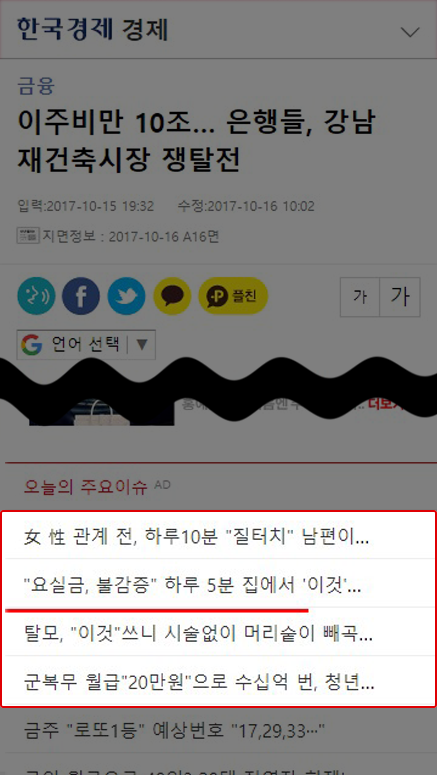 한국경제 경제
금융
이주비만 10조... 은행들, 강남
재건축시장 쟁탈전
입력:2017-10-15 19:32 수정:2017-10-16 10:02
지면정보 : 2017-10-16 A16면
플친
가 가
언어 선택
더보기
오늘의 주요이슈 AD
女 性 관계 전, 하루10분 "질터치" 남편이...
"요실금, 불감증" 하루 5분 집에서 '이것'...
탈모, "이것"쓰니 시술없이 머리숱이 빼곡...
군복무 월급"20만원"으로 수십억 번, 청년...
금주 "로또1등" 예상번호 "17,29,33…"